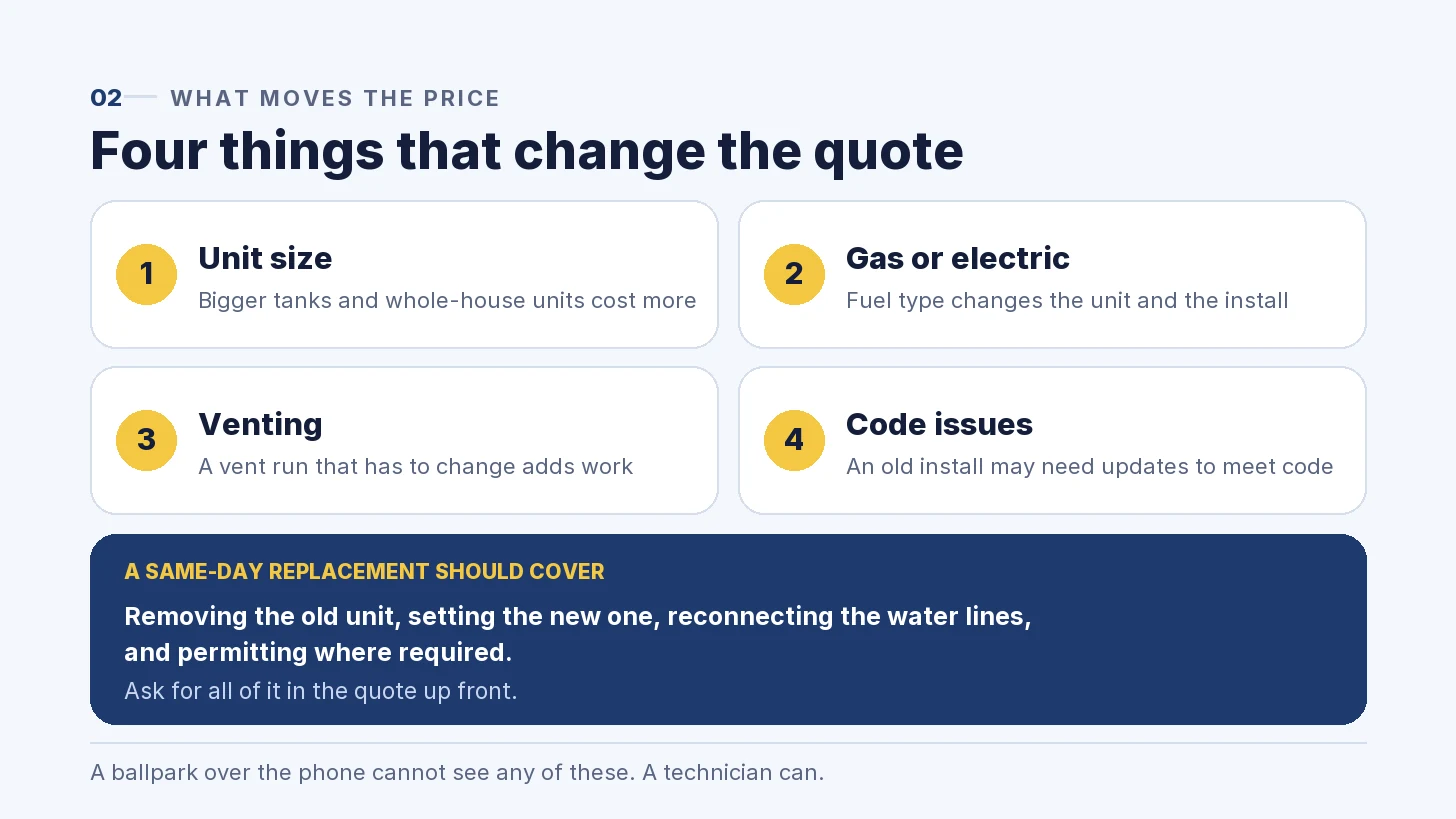 02 — WHAT MOVES THE PRICE
Four things that change the quote
1
Unit size
Bigger tanks and whole-house units cost more
2
Gas or electric
Fuel type changes the unit and the install
3
Venting
A vent run that has to change adds work
4
Code issues
An old install may need updates to meet code
A SAME-DAY REPLACEMENT SHOULD COVER
Removing the old unit, setting the new one, reconnecting the water lines,
and permitting where required.
Ask for all of it in the quote up front.
A ballpark over the phone cannot see any of these. A technician can.